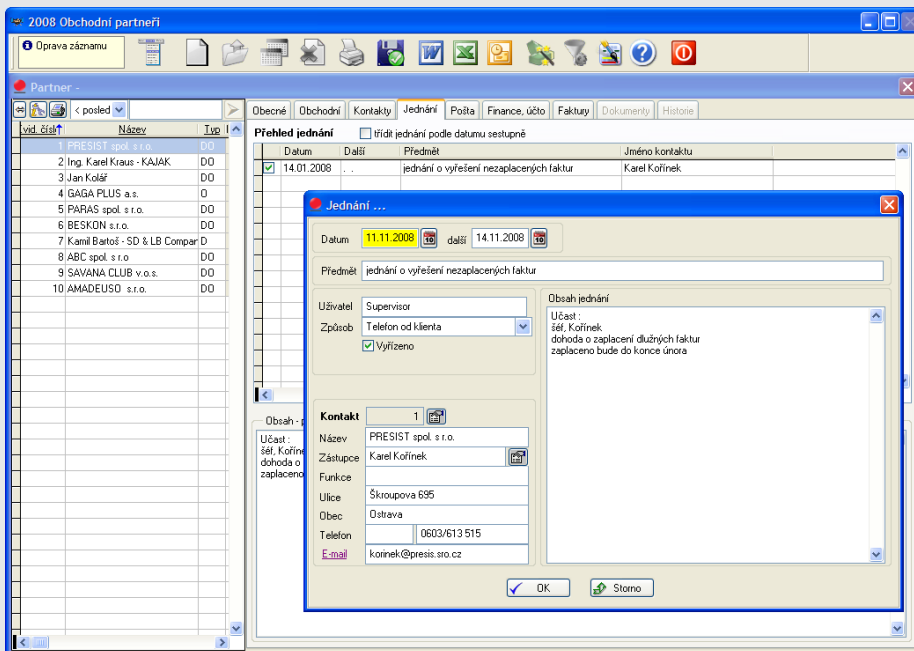 2008 Obchodní partneři
Oprava záznamu
Partner -
< posled
Obecné Obchodní Kontakty Jednání Pošta Finance, účto Faktury Dokumenty Historie
Název Typ
1 PRESIST spol. s r.o. DO
2 Ing. Karel Kraus - KAJAK DO
3 Jan Kolář DO
4 GAGA PLUS a.s. O
5 PARAS spol. s r.o. DO
6 BESKON s.r.o. DO
7 Kamil Bartoš - SD & LB Compar D
8 ABC spol. s r.o DO
9 SAVANA CLUB v.o.s. DO
10 AMADEUSO s.r.o. DO
Přehled jednání třídit jednání podle datumu sestupně
Datum Další Předmět Jméno kontaktu
14.01.2008 . . jednání o vyřešení nezaplacených faktur Karel Kořínek
Obsah - p
Učast :
šéf, Koříne
dohoda o
zaplaceno
Jednání ...
Datum 11.11.2008 další 14.11.2008
Předmět jednání o vyřešení nezaplacených faktur
Uživatel Supervisor
Způsob Telefon od klienta
Vyřízeno
Kontakt 1
Název PRESIST spol. s r.o.
Zástupce Karel Kořínek
Funkce
Ulice Škroupova 695
Obec Ostrava
Telefon 0603/613 515
E-mail korinek@presis.sro.cz
Obsah jednání
Učast :
šéf, Kořínek
dohoda o zaplacení dlužných faktur
zaplaceno bude do konce února
OK Storno